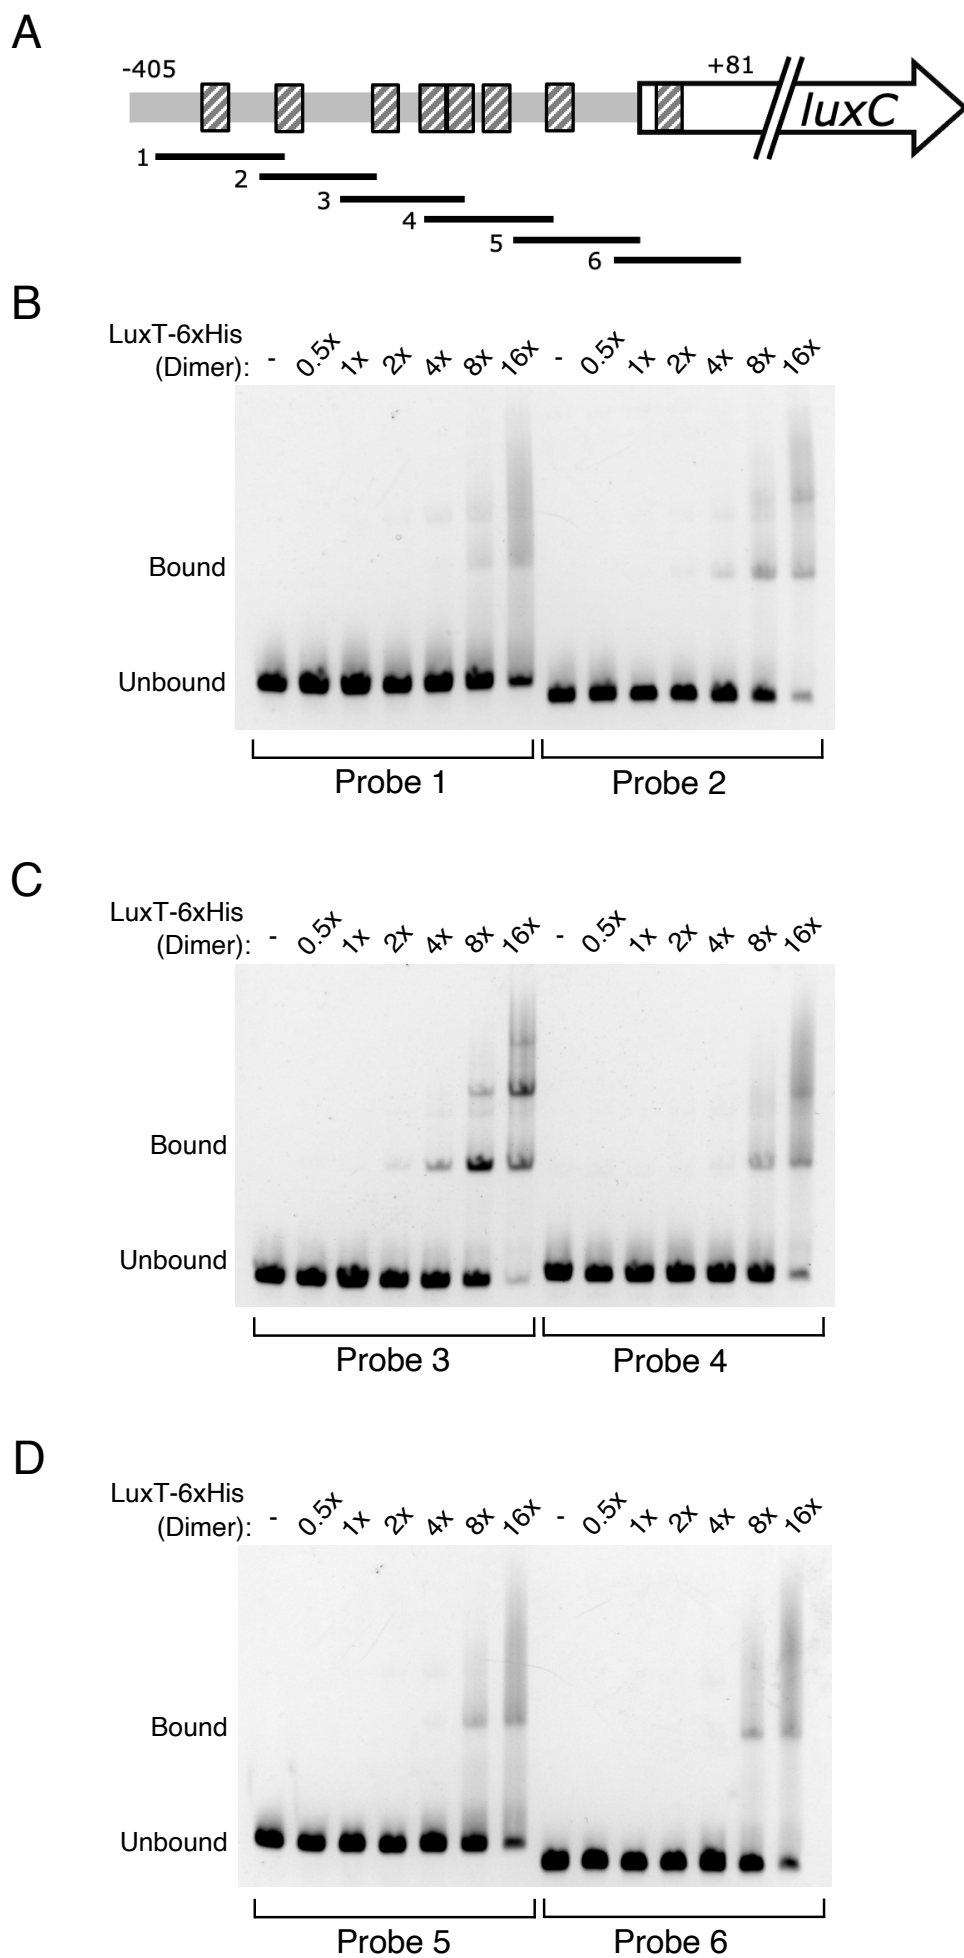 A
-405
+81
luxC
1
2
3
4
5
6
B
LuxT-6xHis
(Dimer): - 0.5x 1x 2x 4x 8x 16x - 0.5x 1x 2x 4x 8x 16x
Bound
Unbound
Probe 1 Probe 2
C
LuxT-6xHis
(Dimer): - 0.5x 1x 2x 4x 8x 16x - 0.5x 1x 2x 4x 8x 16x
Bound
Unbound
Probe 3 Probe 4
D
LuxT-6xHis
(Dimer): - 0.5x 1x 2x 4x 8x 16x - 0.5x 1x 2x 4x 8x 16x
Bound
Unbound
Probe 5 Probe 6